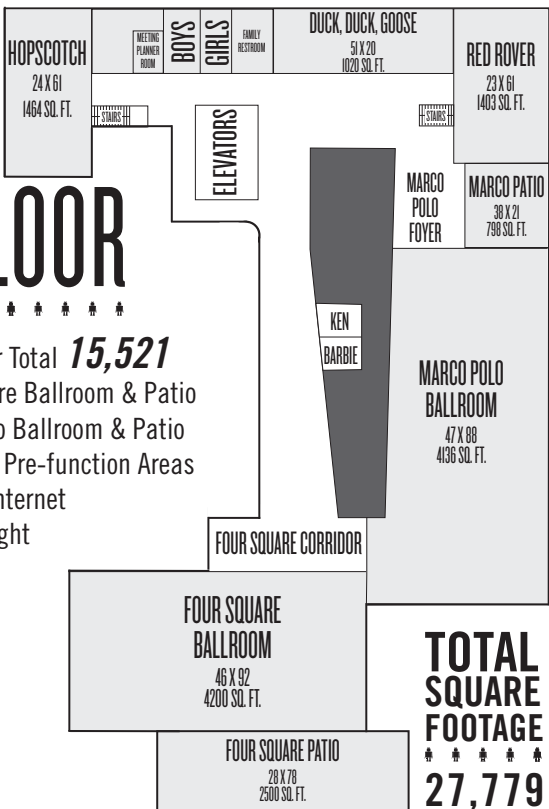 HOPSCOTCH
24 X 61
1464 SQ. FT.
MEETING
PLANNER
ROOM
BOYS
GIRLS
FAMILY
RESTROOM
DUCK, DUCK, GOOSE
51 X 20
1020 SQ. FT.
RED ROVER
23 X 61
1403 SQ. FT.
STAIRS
ELEVATORS
STAIRS
MARCO
POLO
FOYER
MARCO PATIO
38 X 21
798 SQ. FT.
LOOR
Total 15,521
re Ballroom & Patio
Ballroom & Patio
Pre-function Areas
nternet
ght
KEN
BARBIE
MARCO POLO
BALLROOM
47 X 88
4136 SQ. FT.
FOUR SQUARE CORRIDOR
FOUR SQUARE
BALLROOM
46 X 92
4200 SQ. FT.
FOUR SQUARE PATIO
28 X 78
2500 SQ. FT.
TOTAL
SQUARE
FOOTAGE
27,779